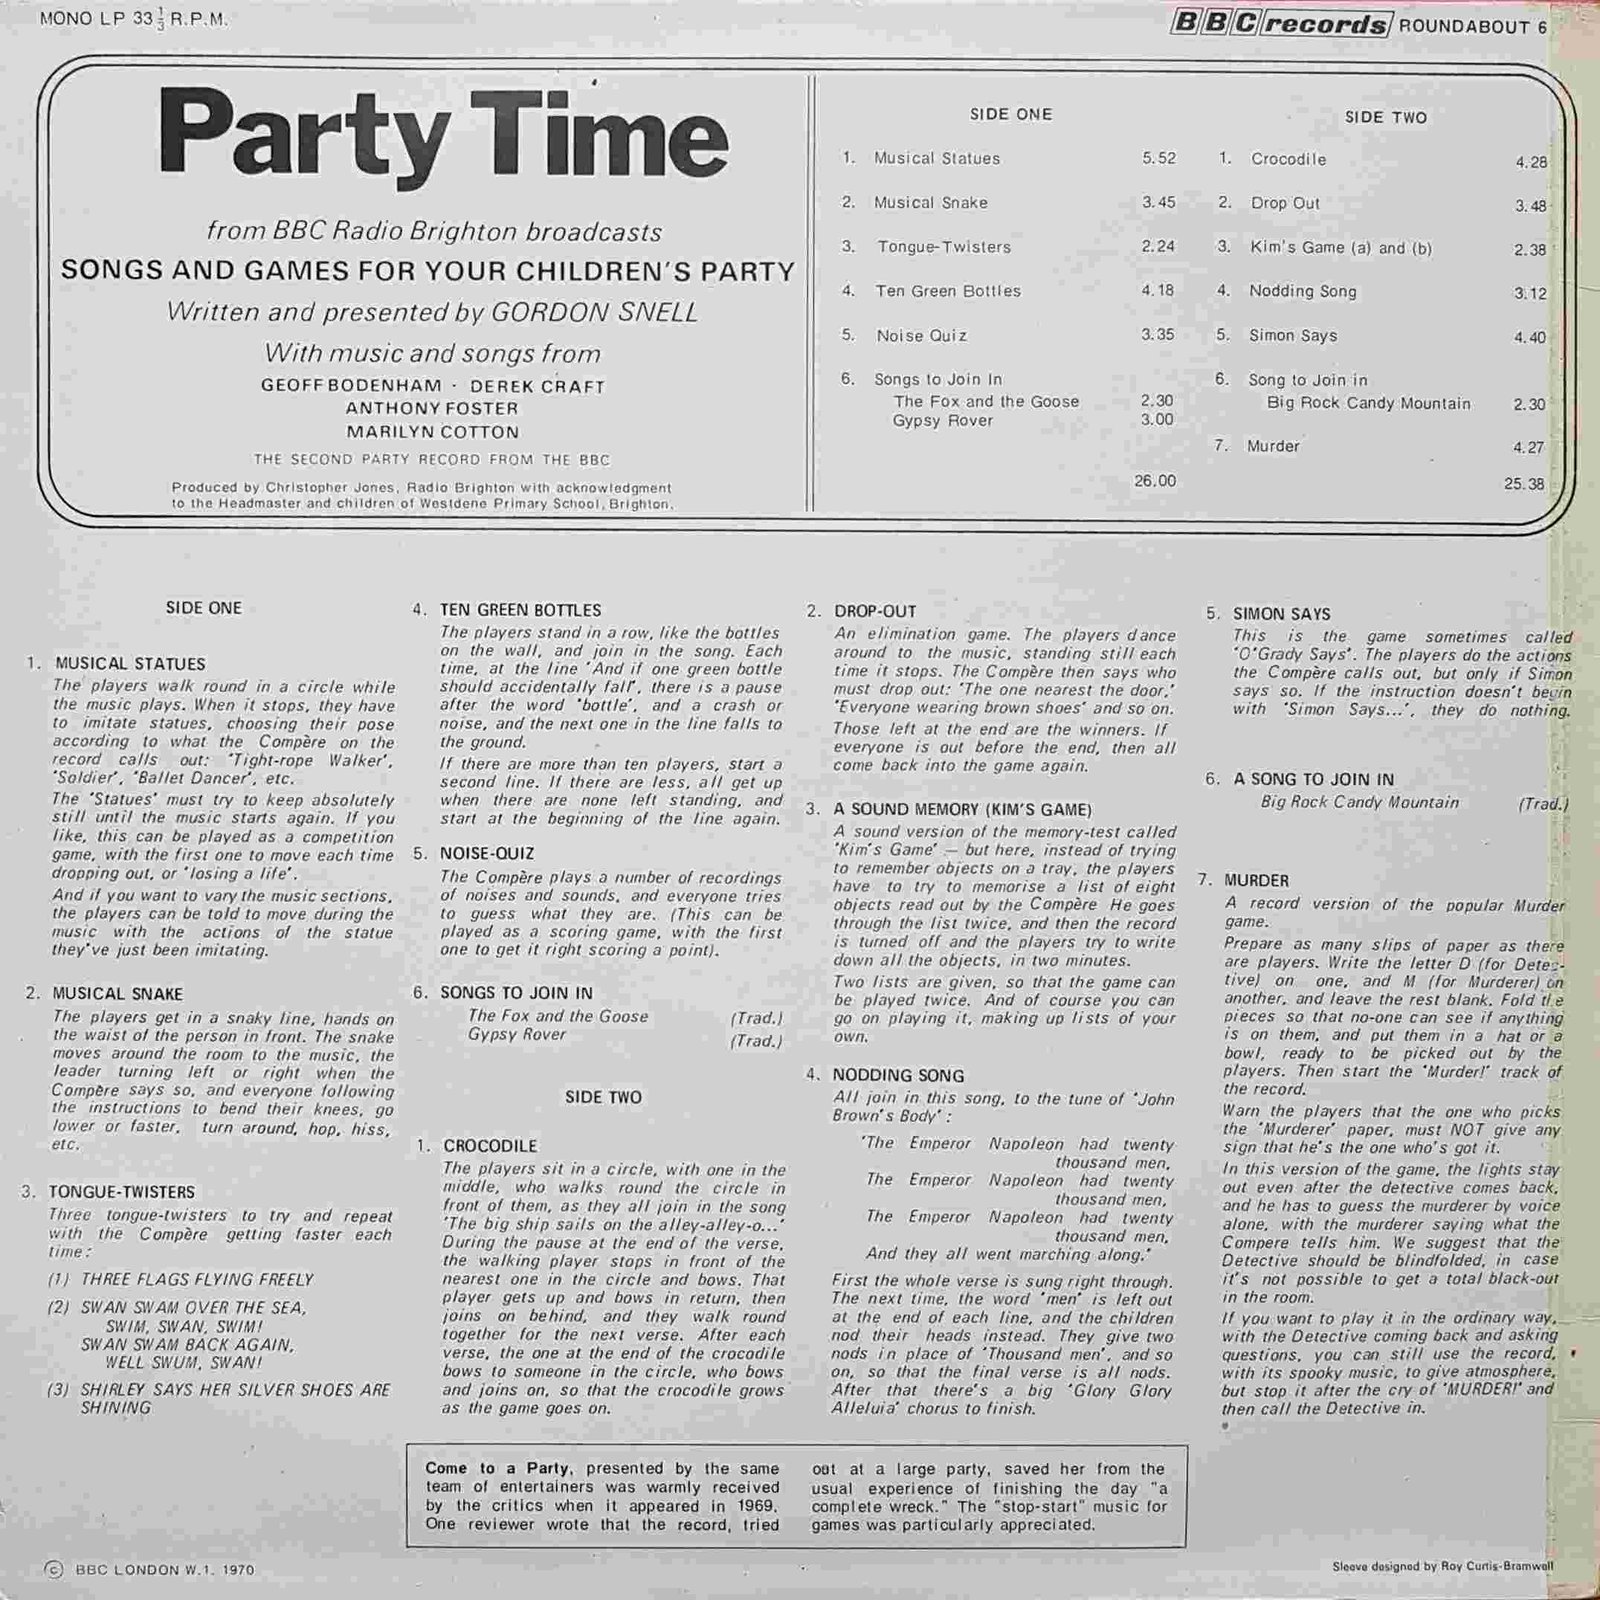 MONO LP 33⅓ R.P.M.
BBC records ROUNDABOUT 6
Party Time
from BBC Radio Brighton broadcasts
SONGS AND GAMES FOR YOUR CHILDREN'S PARTY
Written and presented by GORDON SNELL
With music and songs from
GEOFF BODENHAM · DEREK CRAFT
ANTHONY FOSTER
MARILYN COTTON
THE SECOND PARTY RECORD FROM THE BBC
Produced by Christopher Jones, Radio Brighton with acknowledgment
to the Headmaster and children of Westdene Primary School, Brighton.
SIDE ONE
1. Musical Statues 5.52
2. Musical Snake 3.45
3. Tongue-Twisters 2.24
4. Ten Green Bottles 4.18
5. Noise Quiz 3.35
6. Songs to Join In
The Fox and the Goose 2.30
Gypsy Rover 3.00
26.00
SIDE TWO
1. Crocodile 4.28
2. Drop Out 3.48
3. Kim's Game (a) and (b) 2.38
4. Nodding Song 3.12
5. Simon Says 4.40
6. Song to Join in
Big Rock Candy Mountain 2.30
7. Murder 4.27
25.38
SIDE ONE
1. MUSICAL STATUES
The players walk round in a circle while
the music plays. When it stops, they have
to imitate statues, choosing their pose
according to what the Compère on the
record calls out: 'Tight-rope Walker',
'Soldier', 'Ballet Dancer', etc.
The 'Statues' must try to keep absolutely
still until the music starts again. If you
like, this can be played as a competition
game, with the first one to move each time
dropping out, or 'losing a life'.
And if you want to vary the music sections,
the players can be told to move during the
music with the actions of the statue
they've just been imitating.
2. MUSICAL SNAKE
The players get in a snaky line, hands on
the waist of the person in front. The snake
moves around the room to the music, the
leader turning left or right when the
Compère says so, and everyone following
the instructions to bend their knees, go
lower or faster, turn around, hop, hiss,
etc.
3. TONGUE-TWISTERS
Three tongue-twisters to try and repeat
with the Compère getting faster each
time:
(1) THREE FLAGS FLYING FREELY
(2) SWAN SWAM OVER THE SEA,
SWIM, SWAN, SWIM!
SWAN SWAM BACK AGAIN,
WELL SWUM, SWAN!
(3) SHIRLEY SAYS HER SILVER SHOES ARE
SHINING
4. TEN GREEN BOTTLES
The players stand in a row, like the bottles
on the wall, and join in the song. Each
time, at the line 'And if one green bottle
should accidentally fall', there is a pause
after the word 'bottle', and a crash or
noise, and the next one in the line falls to
the ground.
If there are more than ten players, start a
second line. If there are less, all get up
when there are none left standing, and
start at the beginning of the line again.
5. NOISE-QUIZ
The Compère plays a number of recordings
of noises and sounds, and everyone tries
to guess what they are. (This can be
played as a scoring game, with the first
one to get it right scoring a point).
6. SONGS TO JOIN IN
The Fox and the Goose (Trad.)
Gypsy Rover (Trad.)
SIDE TWO
1. CROCODILE
The players sit in a circle, with one in the
middle, who walks round the circle in
front of them, as they all join in the song
'The big ship sails on the alley-alley-o...'
During the pause at the end of the verse,
the walking player stops in front of the
nearest one in the circle and bows. That
player gets up and bows in return, then
joins on behind, and they walk round
together for the next verse. After each
verse, the one at the end of the crocodile
bows to someone in the circle, who bows
and joins on, so that the crocodile grows
as the game goes on.
2. DROP-OUT
An elimination game. The players dance
around to the music, standing still each
time it stops. The Compère then says who
must drop out: 'The one nearest the door,'
'Everyone wearing brown shoes' and so on.
Those left at the end are the winners. If
everyone is out before the end, then all
come back into the game again.
3. A SOUND MEMORY (KIM'S GAME)
A sound version of the memory-test called
'Kim's Game' — but here, instead of trying
to remember objects on a tray, the players
have to try to memorise a list of eight
objects read out by the Compère He goes
through the list twice, and then the record
is turned off and the players try to write
down all the objects, in two minutes.
Two lists are given, so that the game can
be played twice. And of course you can
go on playing it, making up lists of your
own.
4. NODDING SONG
All join in this song, to the tune of 'John
Brown's Body':
'The Emperor Napoleon had twenty
thousand men,
The Emperor Napoleon had twenty
thousand men,
The Emperor Napoleon had twenty
thousand men,
And they all went marching along.'
First the whole verse is sung right through.
The next time, the word 'men' is left out
at the end of each line, and the children
nod their heads instead. They give two
nods in place of 'Thousand men', and so
on, so that the final verse is all nods.
After that there's a big 'Glory Glory
Alleluia' chorus to finish.
5. SIMON SAYS
This is the game sometimes called
'O'Grady Says'. The players do the actions
the Compère calls out, but only if Simon
says so. If the instruction doesn't begin
with 'Simon Says...', they do nothing.
6. A SONG TO JOIN IN
Big Rock Candy Mountain (Trad.)
7. MURDER
A record version of the popular Murder
game.
Prepare as many slips of paper as there
are players. Write the letter D (for Detec-
tive) on one, and M (for Murderer) on
another, and leave the rest blank. Fold the
pieces so that no-one can see if anything
is on them, and put them in a hat or a
bowl, ready to be picked out by the
players. Then start the 'Murder!' track of
the record.
Warn the players that the one who picks
the 'Murderer' paper, must NOT give any
sign that he's the one who's got it.
In this version of the game, the lights stay
out even after the detective comes back,
and he has to guess the murderer by voice
alone, with the murderer saying what the
Compere tells him. We suggest that the
Detective should be blindfolded, in case
it's not possible to get a total black-out
in the room.
If you want to play it in the ordinary way,
with the Detective coming back and asking
questions, you can still use the record,
with its spooky music, to give atmosphere,
but stop it after the cry of 'MURDER!' and
then call the Detective in.
Come to a Party, presented by the same
team of entertainers was warmly received
by the critics when it appeared in 1969.
One reviewer wrote that the record, tried
out at a large party, saved her from the
usual experience of finishing the day "a
complete wreck." The "stop-start" music for
games was particularly appreciated.
© BBC LONDON W.1. 1970
Sleeve designed by Roy Curtis-Bramwell